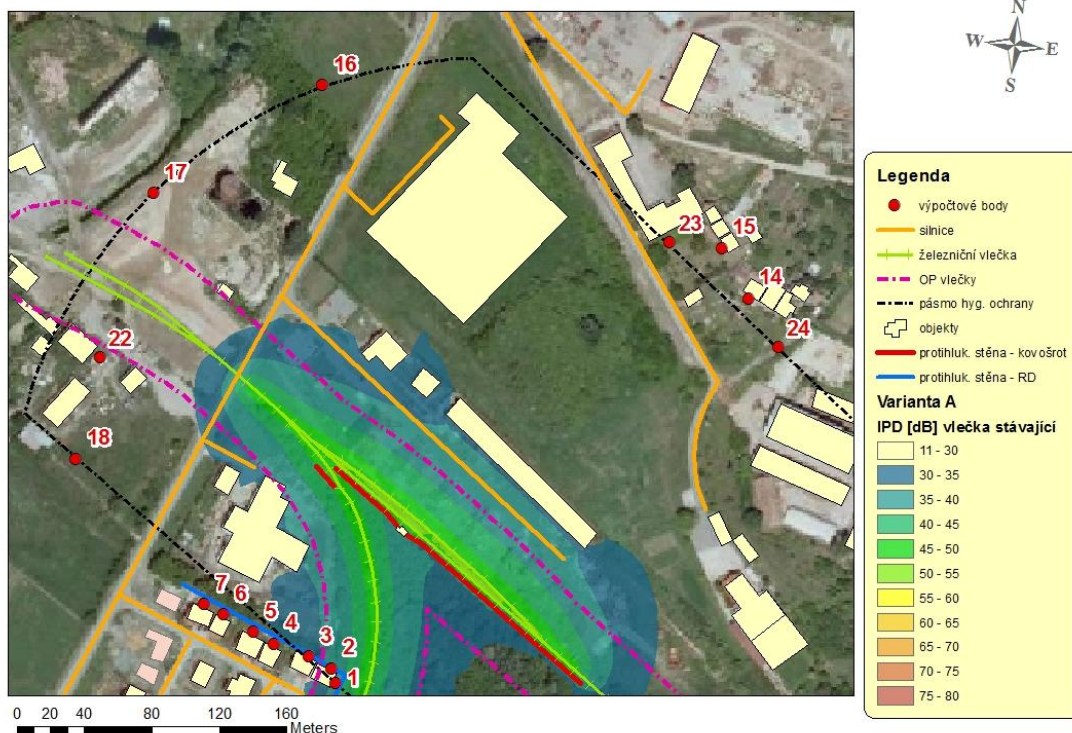 N
W E
S
16
17
23
15
14
24
22
18
7
6
5
4
3
2
1
Legenda
výpočtové body
silnice
železniční vlečka
OP vlečky
pásmo hyg. ochrany
objekty
protihluk. stěna - kovošrot
protihluk. stěna - RD
Varianta A
IPD [dB] vlečka stávající
11 - 30
30 - 35
35 - 40
40 - 45
45 - 50
50 - 55
55 - 60
60 - 65
65 - 70
70 - 75
75 - 80
0 20 40 80 120 160
Meters